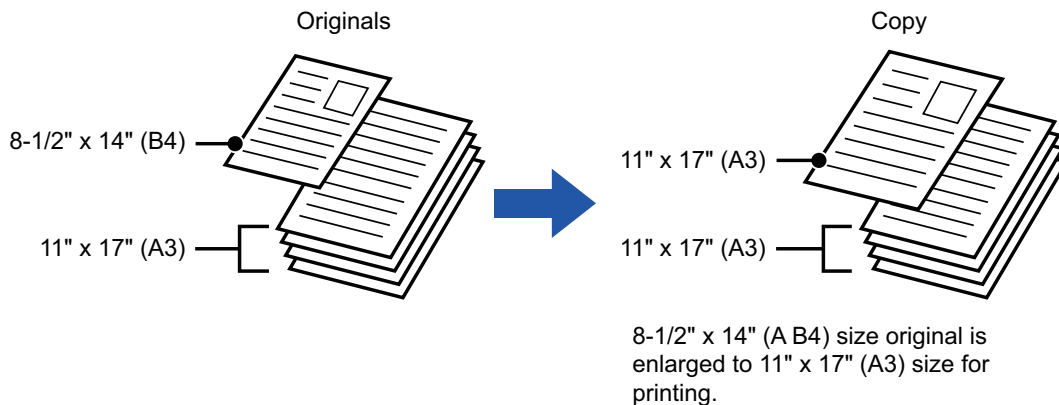 Originals
8-1/2" x 14" (B4)
11" x 17" (A3)
Copy
11" x 17" (A3)
11" x 17" (A3)
8-1/2" x 14" (A B4) size original is
enlarged to 11" x 17" (A3) size for
printing.